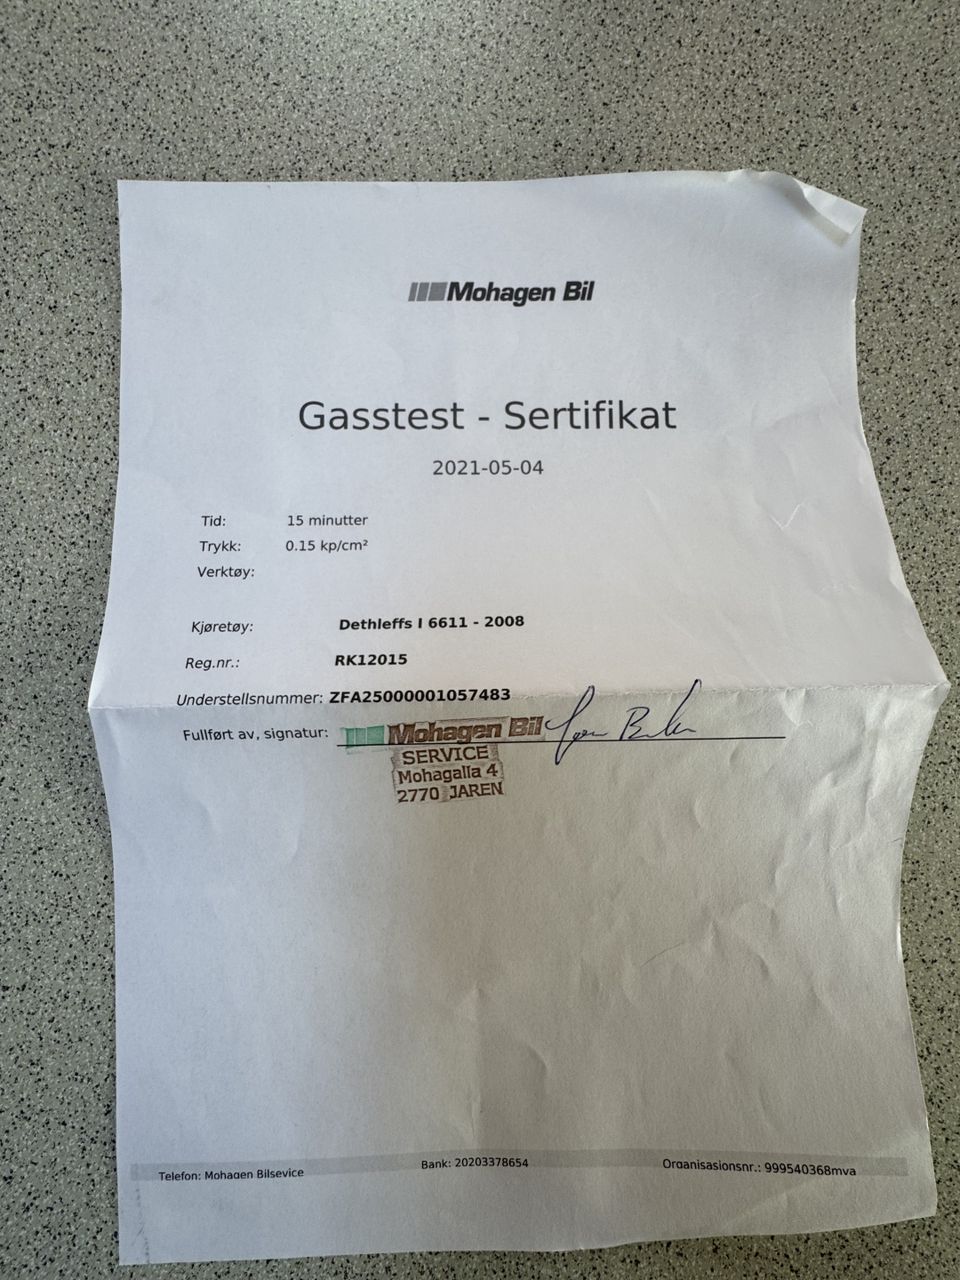 Mohagen Bil
Gasstest - Sertifikat
2021-05-04
Tid: 15 minutter
Trykk: 0.15 kp/cm²
Verktøy:
Kjøretøy: Dethleffs I 6611 - 2008
Reg.nr.: RK12015
Understellsnummer: ZFA25000001057483
Fullført av, signatur: Mohagen Bil
SERVICE
Mohagalla 4
2770 JAREN
Telefon: Mohagen Bilsevice Bank: 20203378654 Organisasionsnr.: 999540368mva